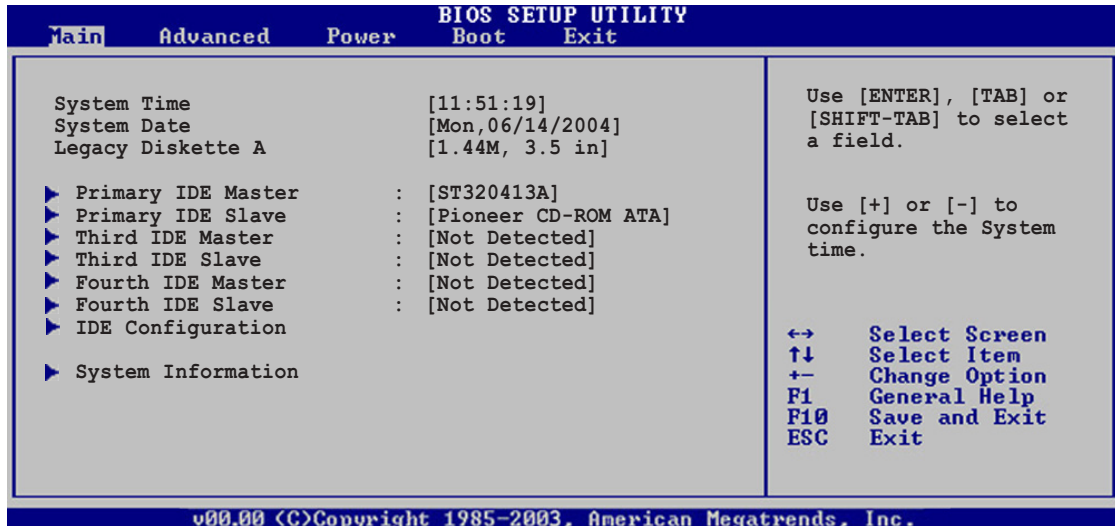 BIOS SETUP UTILITY
Main Advanced Power Boot Exit
System Time [11:51:19]
System Date [Mon,06/14/2004]
Legacy Diskette A [1.44M, 3.5 in]
Primary IDE Master : [ST320413A]
Primary IDE Slave : [Pioneer CD-ROM ATA]
Third IDE Master : [Not Detected]
Third IDE Slave : [Not Detected]
Fourth IDE Master : [Not Detected]
Fourth IDE Slave : [Not Detected]
IDE Configuration
System Information
Use [ENTER], [TAB] or
[SHIFT-TAB] to select
a field.
Use [+] or [-] to
configure the System
time.
←→ Select Screen
↑↓ Select Item
+- Change Option
F1 General Help
F10 Save and Exit
ESC Exit
v00.00 (C)Copyright 1985-2003, American Megatrends, Inc.